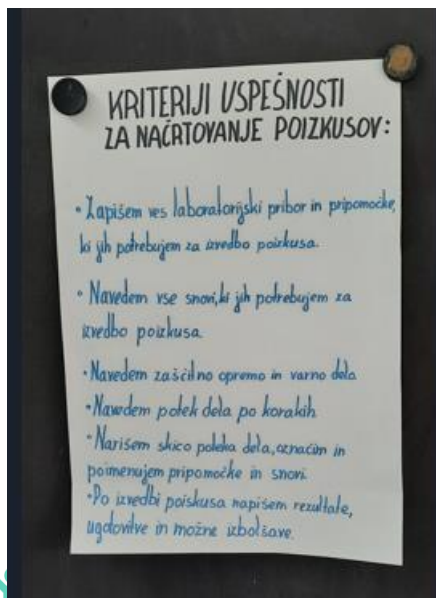 KRITERIJI USPEŠNOSTI
ZA NAČRTOVANJE POIZKUSOV:
• Zapišem ves laboratorijski pribor in pripomočke,
ki jih potrebujem za izvedbo poizkusa.
• Navedem vse snovi, ki jih potrebujem za
izvedbo poizkusa.
• Navedem zaščitno opremo in varno delo
• Navedem potek dela po korakih
• Narišem skico poteka dela, označim in
poimenujem pripomočke in snovi.
• Po izvedbi poiskusa napišem rezultate,
ugotovitve in možne izbolšave.